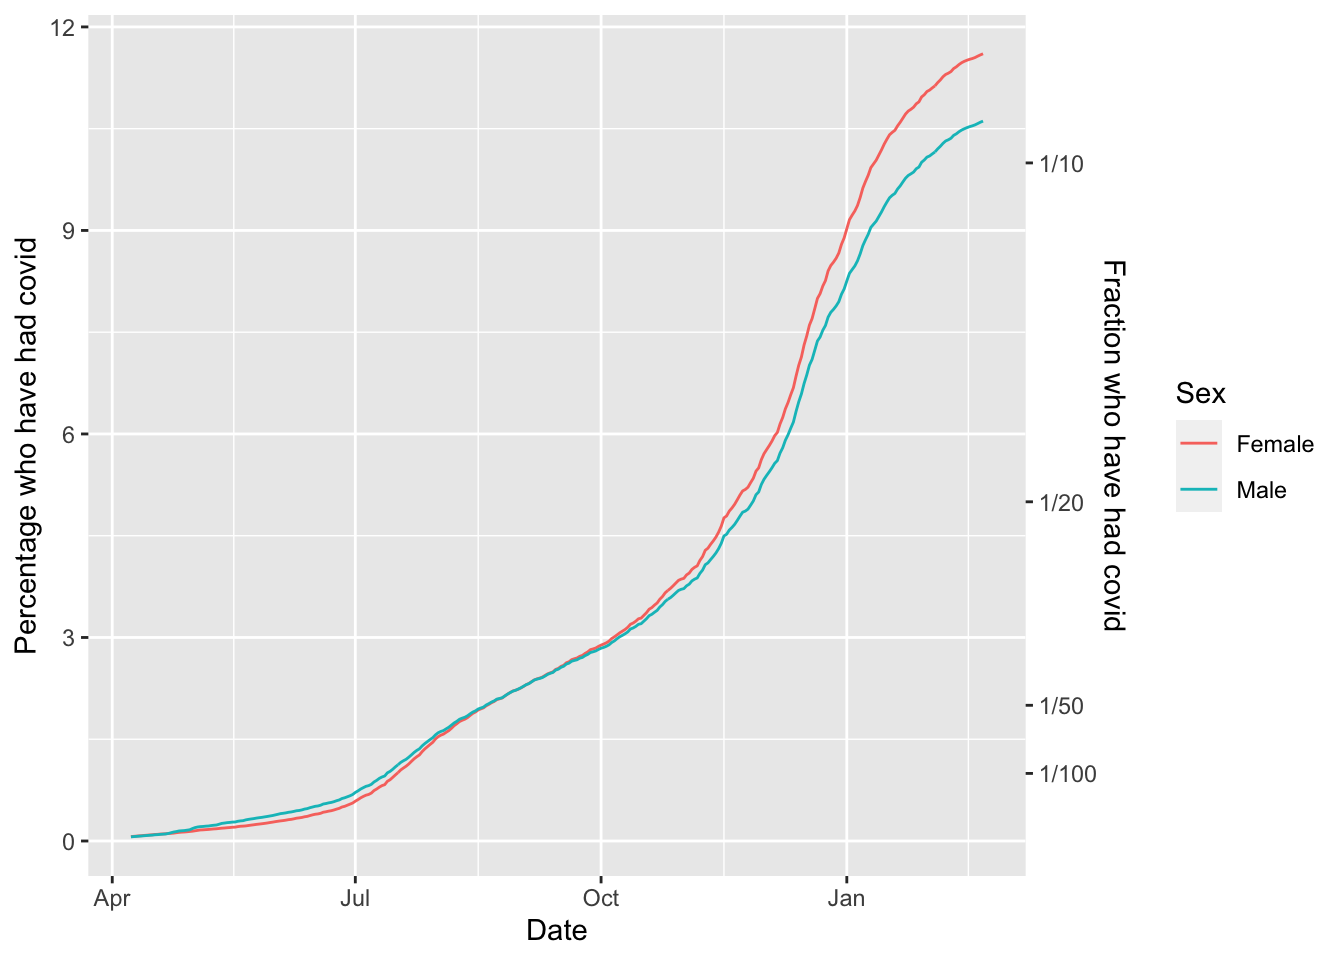 Percentage who have had covid
12
9
6
3
0
Apr
Jul
Oct
Jan
Date
1/10
1/20
1/50
1/100
Fraction who have had covid
Sex
Female
Male